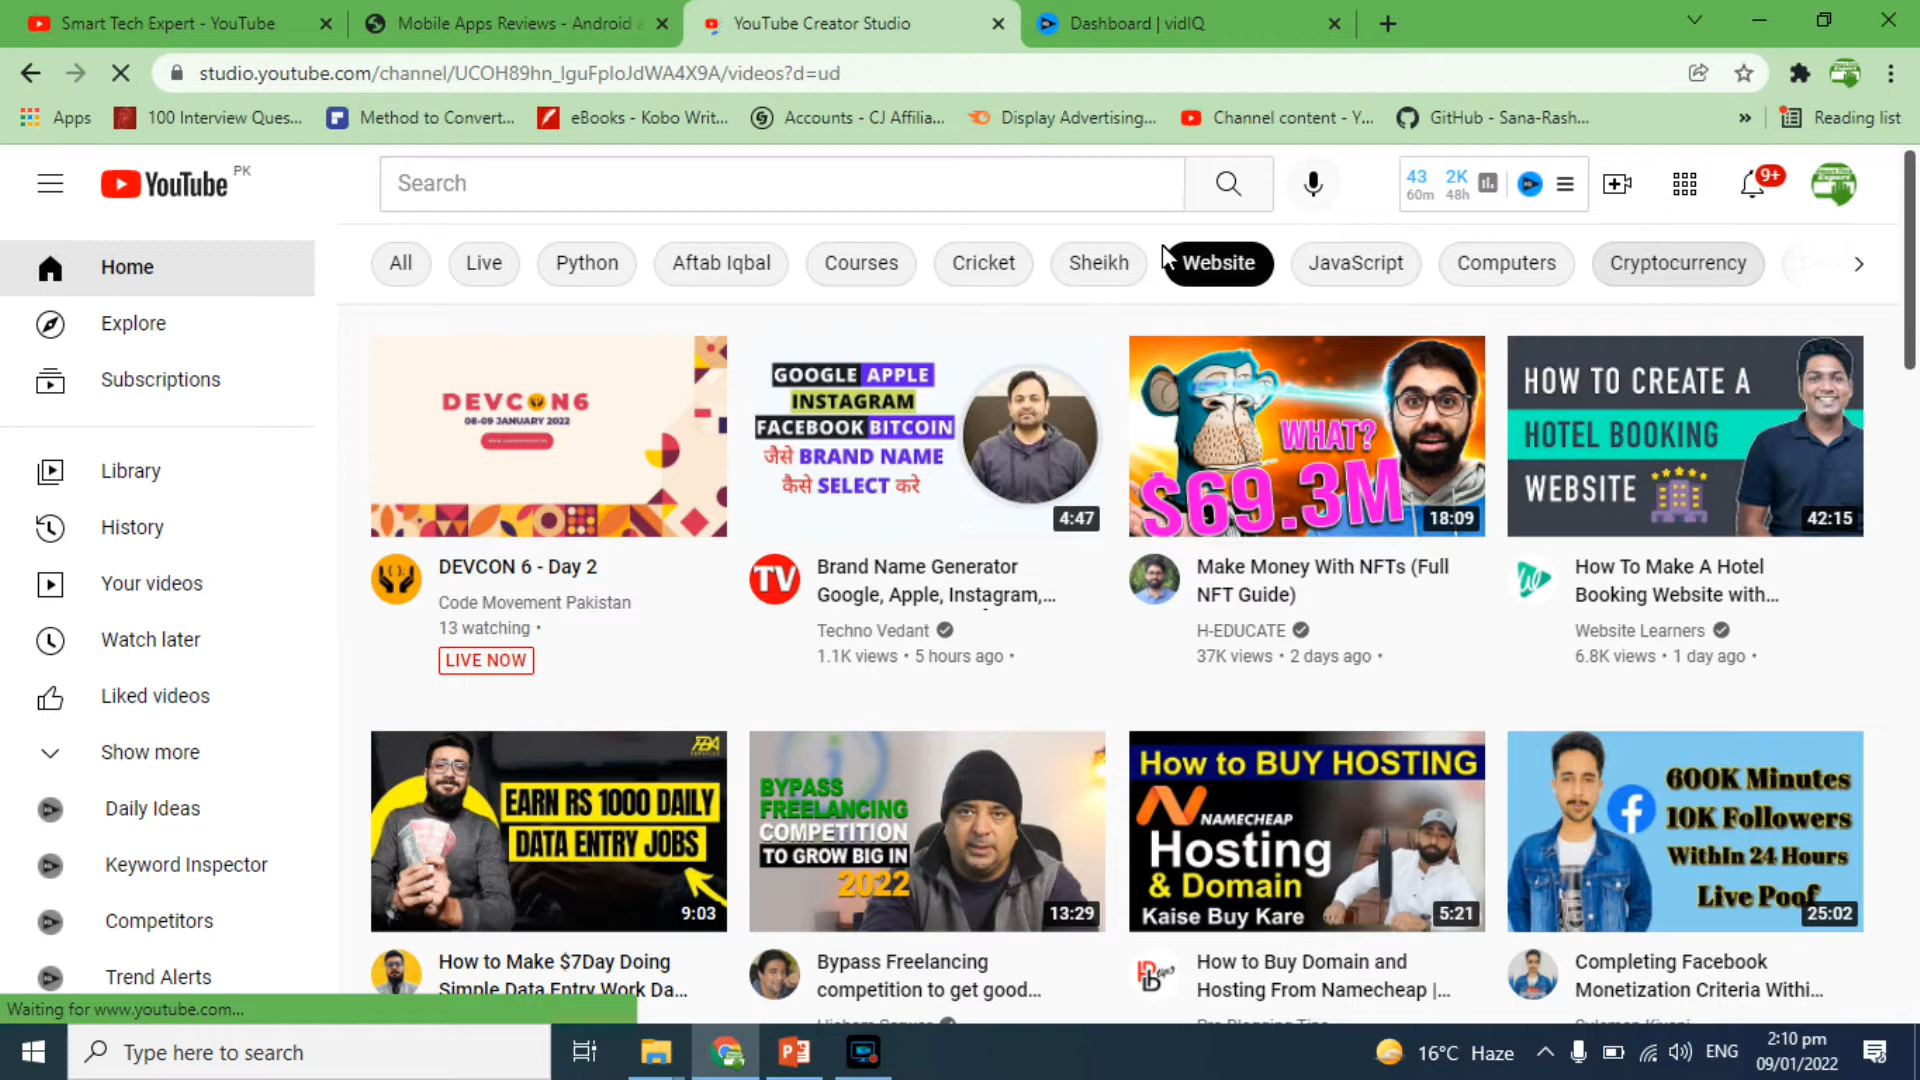 Smart Tech Expert - YouTube
Mobile Apps Reviews - Android a
YouTube Creator Studio
Dashboard | vidIQ
studio.youtube.com/channel/UCOH89hn_IguFpIoJdWA4X9A/videos?d=ud
Apps
100 Interview Ques...
Method to Convert...
eBooks - Kobo Writ...
Accounts - CJ Affilia...
Display Advertising...
Channel content - Y...
GitHub - Sana-Rash...
»
Reading list
YouTube PK
Search
43 60m
2K 48h
9+
All
Live
Python
Aftab Iqbal
Courses
Cricket
Sheikh
Website
JavaScript
Computers
Cryptocurrency
Home
Explore
Subscriptions
Library
History
Your videos
Watch later
Liked videos
Show more
Daily Ideas
Keyword Inspector
Competitors
Trend Alerts
DEVCON6
08-09 JANUARY 2022
GOOGLE APPLE
INSTAGRAM
FACEBOOK BITCOIN
जैसे BRAND NAME
कैसे SELECT करे
4:47
WHAT?
$69.3M
18:09
HOW TO CREATE A
HOTEL BOOKING
WEBSITE
42:15
DEVCON 6 - Day 2
Code Movement Pakistan
13 watching •
LIVE NOW
TV
Brand Name Generator
Google, Apple, Instagram,...
Techno Vedant
1.1K views • 5 hours ago •
Make Money With NFTs (Full
NFT Guide)
H-EDUCATE
37K views • 2 days ago •
How To Make A Hotel
Booking Website with...
Website Learners
6.8K views • 1 day ago •
EARN RS 1000 DAILY
DATA ENTRY JOBS
9:03
BYPASS
FREELANCING
COMPETITION
TO GROW BIG IN
2022
13:29
How to BUY HOSTING
NAMECHEAP
Hosting
& Domain
Kaise Buy Kare
5:21
600K Minutes
10K Followers
WithIn 24 Hours
Live Poof
25:02
How to Make $7Day Doing
Simple Data Entry Work Da...
Bypass Freelancing
competition to get good...
How to Buy Domain and
Hosting From Namecheap |...
Completing Facebook
Monetization Criteria Withi...
Waiting for www.youtube.com...
Type here to search
16°C Haze
ENG
2:10 pm
09/01/2022